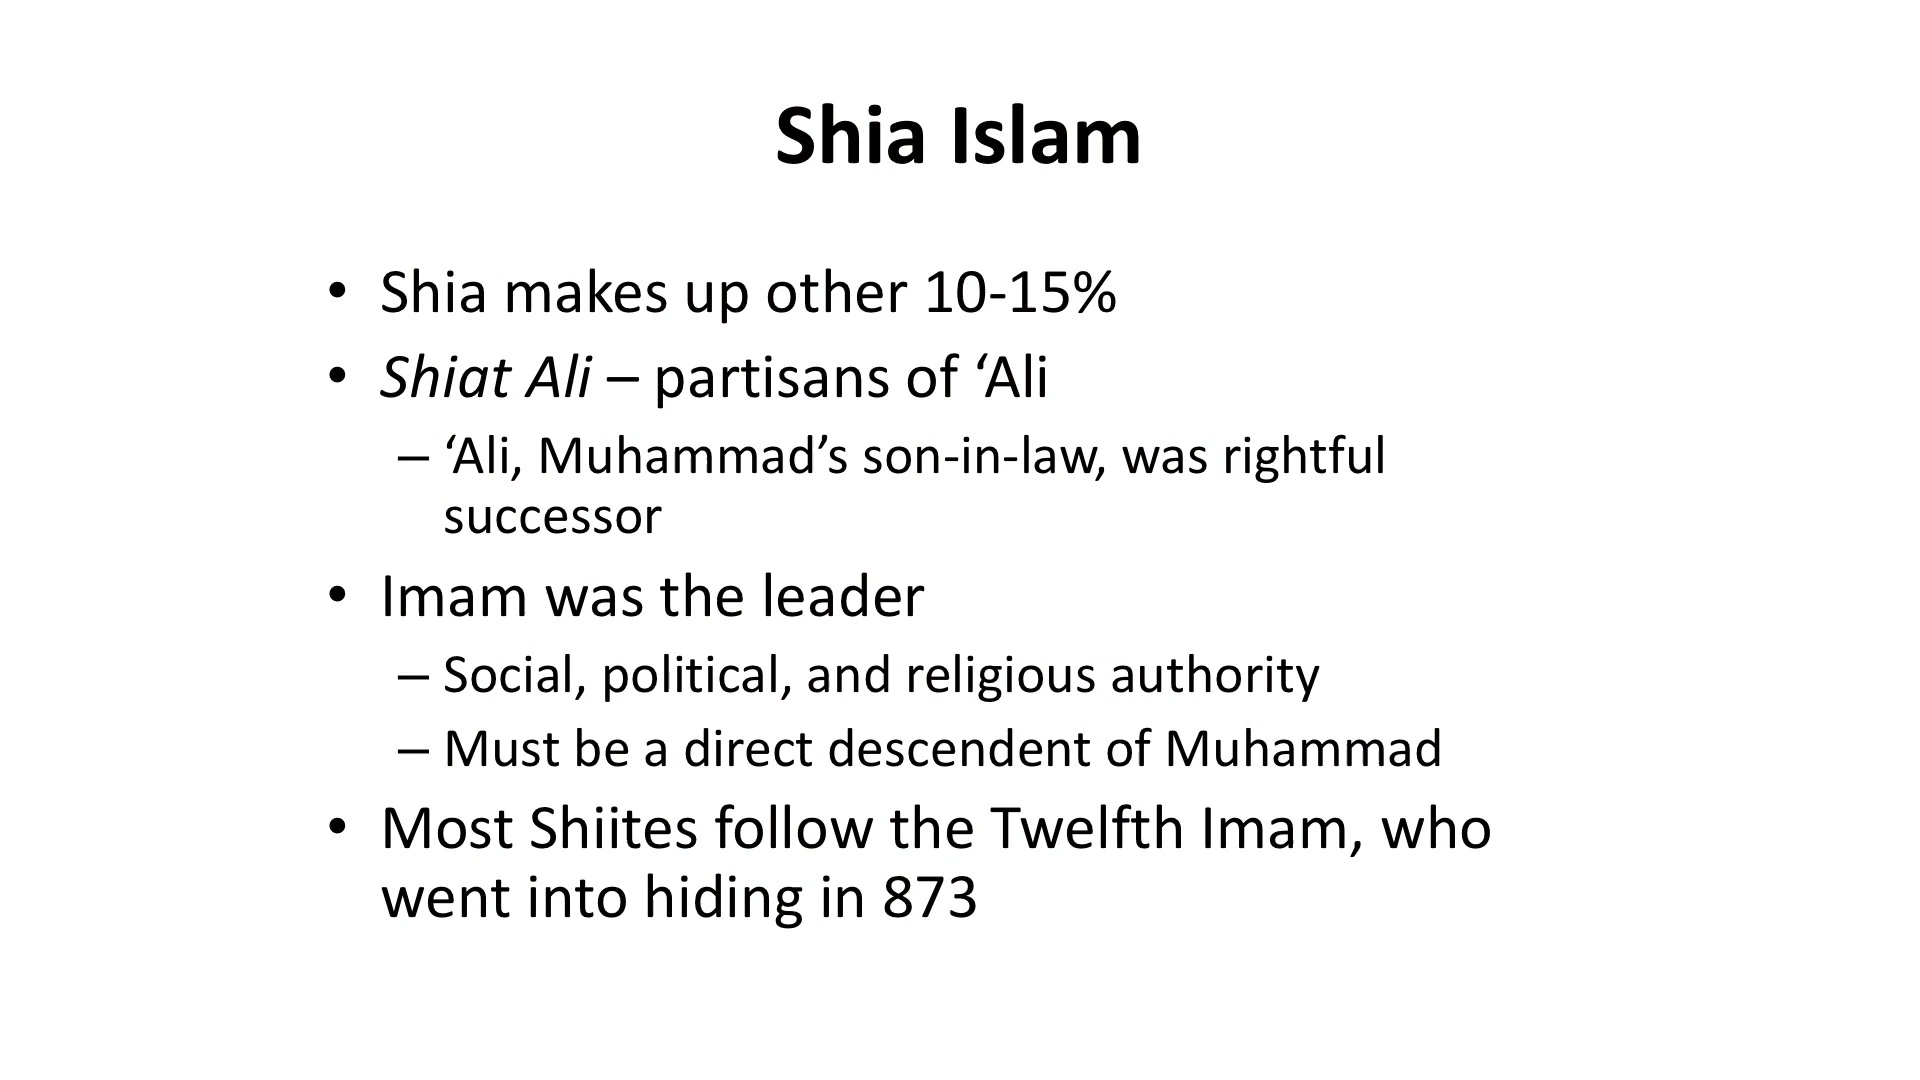 Shia Islam
• Shia makes up other 10-15%
• Shiat Ali – partisans of ‘Ali
– ‘Ali, Muhammad’s son-in-law, was rightful
successor
• Imam was the leader
– Social, political, and religious authority
– Must be a direct descendent of Muhammad
• Most Shiites follow the Twelfth Imam, who
went into hiding in 873